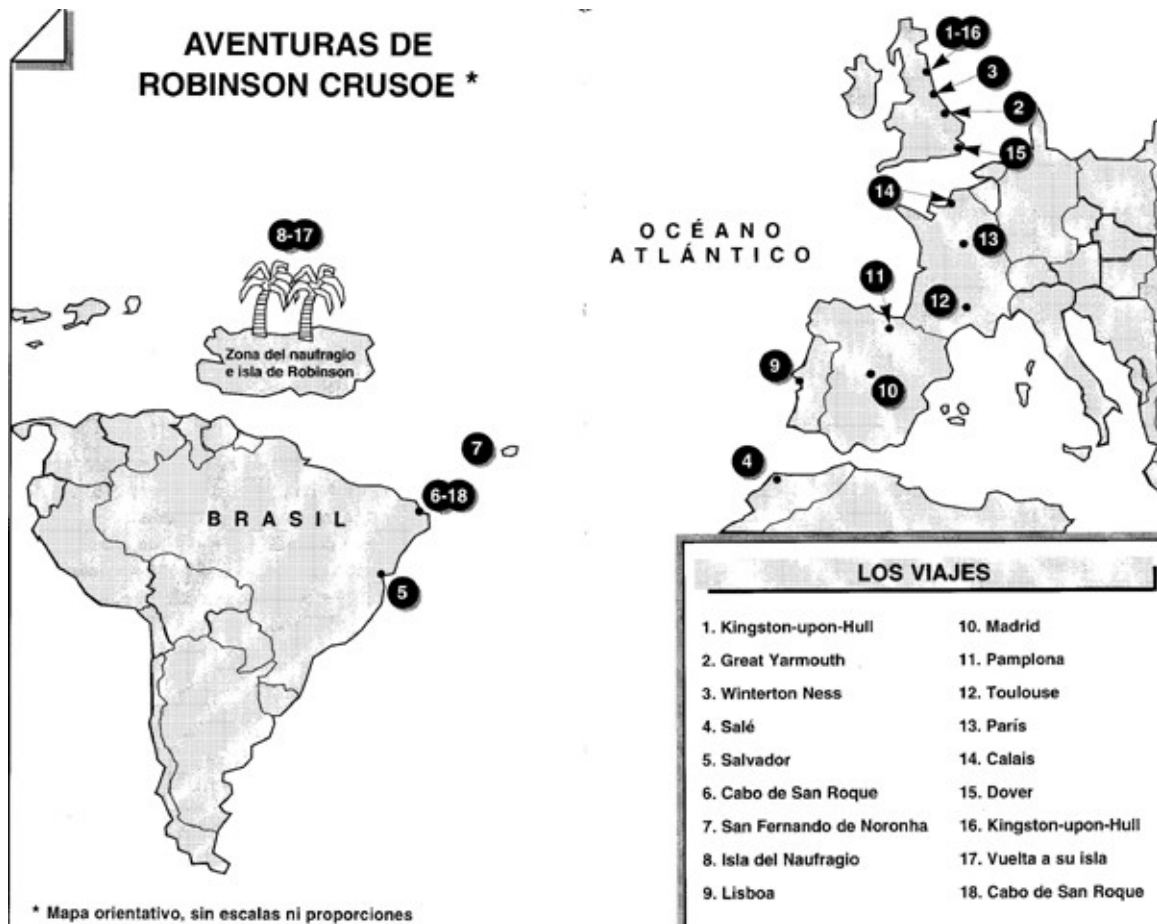 AVENTURAS DE
ROBINSON CRUSOE *
8-17
Zona del naufragio
e isla de Robinson
7
6-18
BRASIL
5
* Mapa orientativo, sin escalas ni proporciones
1-16
3
2
15
14
OCÉANO
ATLÁNTICO
13
11
12
9
10
4
LOS VIAJES
1. Kingston-upon-Hull
2. Great Yarmouth
3. Winterton Ness
4. Salé
5. Salvador
6. Cabo de San Roque
7. San Fernando de Noronha
8. Isla del Naufragio
9. Lisboa
10. Madrid
11. Pamplona
12. Toulouse
13. París
14. Calais
15. Dover
16. Kingston-upon-Hull
17. Vuelta a su isla
18. Cabo de San Roque